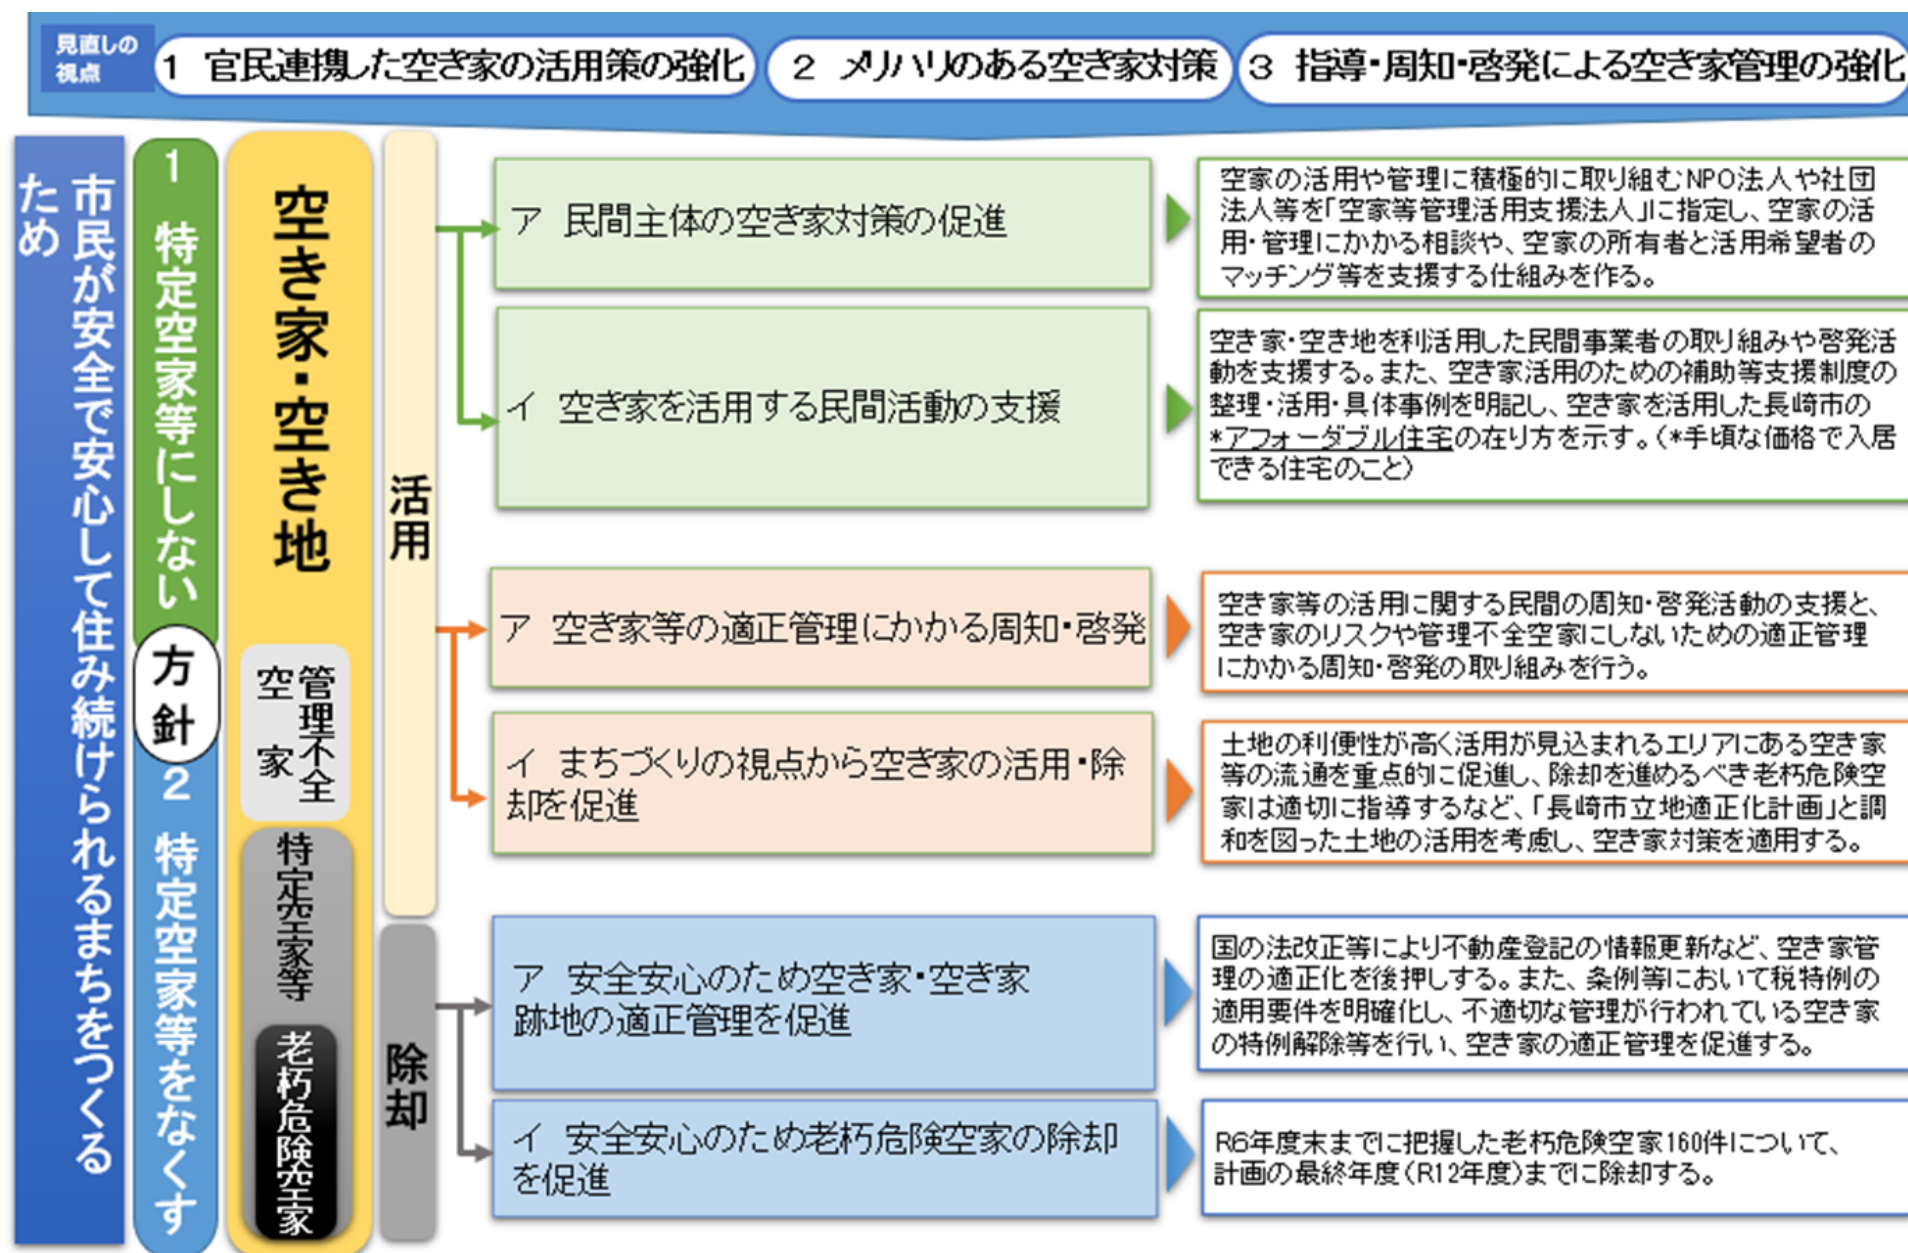 見直しの
視点
1 官民連携した空き家の活用策の強化
2 メリハリのある空き家対策
3 指導・周知・啓発による空き家管理の強化
市民が安全で安心して住み続けられるまちをつくる
ため
1 特定空家等にしない
方針
2 特定空家等をなくす
空き家・空き地
管理不全
空家
特定空家等
老朽危険空家
活用
除却
ア 民間主体の空き家対策の促進
空家の活用や管理に積極的に取り組むNPO法人や社団
法人等を「空家等管理活用支援法人」に指定し、空家の活
用・管理にかかる相談や、空家の所有者と活用希望者の
マッチング等を支援する仕組みを作る。
イ 空き家を活用する民間活動の支援
空き家・空き地を利活用した民間事業者の取り組みや啓発活
動を支援する。また、空き家活用のための補助等支援制度の
整理・活用・具体事例を明記し、空き家を活用した長崎市の
*アフォーダブル住宅の在り方を示す。(*手頃な価格で入居
できる住宅のこと)
ア 空き家等の適正管理にかかる周知・啓発
空き家等の活用に関する民間の周知・啓発活動の支援と、
空き家のリスクや管理不全空家にしないための適正管理
にかかる周知・啓発の取り組みを行う。
イ まちづくりの視点から空き家の活用・除
却を促進
土地の利便性が高く活用が見込まれるエリアにある空き家
等の流通を重点的に促進し、除却を進めるべき老朽危険空
家は適切に指導するなど、「長崎市立地適正化計画」と調
和を図った土地の活用を考慮し、空き家対策を適用する。
ア 安全安心のため空き家・空き家
跡地の適正管理を促進
国の法改正等により不動産登記の情報更新など、空き家管
理の適正化を後押しする。また、条例等において税特例の
適用要件を明確化し、不適切な管理が行われている空き家
の特例解除等を行い、空き家の適正管理を促進する。
イ 安全安心のため老朽危険空家の除却
を促進
R6年度末までに把握した老朽危険空家160件について、
計画の最終年度(R12年度)までに除却する。